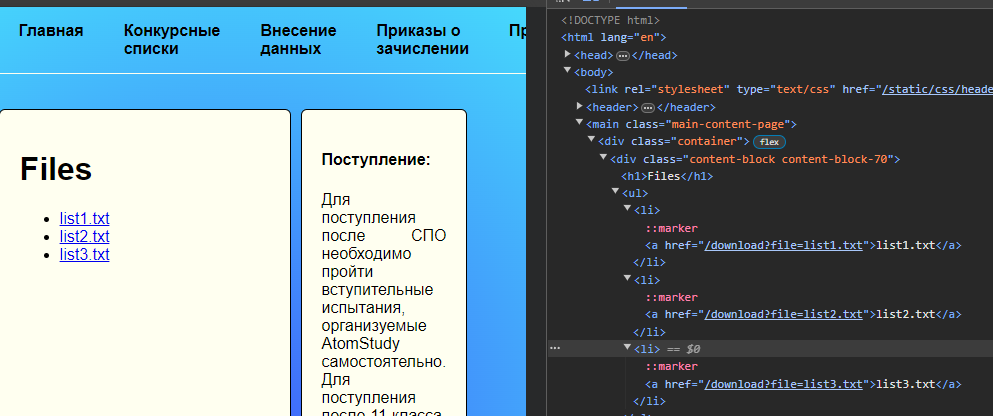 Главная
Конкурсные
списки
Внесение
данных
Приказы о
зачислении
Пр
Files
list1.txt
list2.txt
list3.txt
Поступление:
Для
поступления
после СПО
необходимо
пройти
вступительные
испытания,
организуемые
AtomStudy
самостоятельно.
Для
поступления
после 11 класса
<!DOCTYPE html>
<html lang="en">
<head> ••• </head>
<body>
<link rel="stylesheet" type="text/css" href="/static/css/heade
<header> ••• </header>
<main class="main-content-page">
<div class="container"> flex
<div class="content-block content-block-70">
<h1>Files</h1>
<ul>
<li>
::marker
<a href="/download?file=list1.txt">list1.txt</a>
</li>
<li>
::marker
<a href="/download?file=list2.txt">list2.txt</a>
</li>
<li> == $0
::marker
<a href="/download?file=list3.txt">list3.txt</a>
</li>